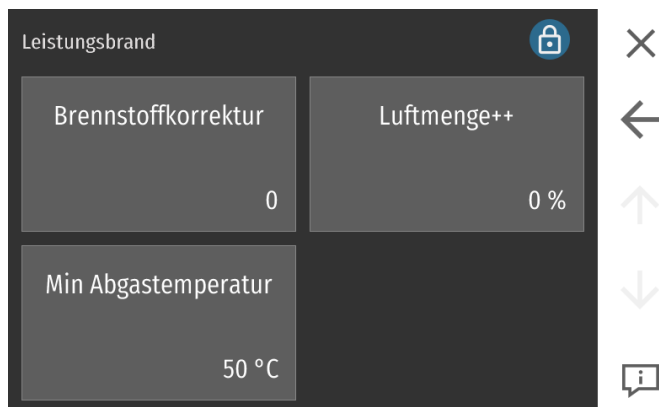 Leistungsbrand
Brennstoffkorrektur
0
Luftmenge++
0 %
Min Abgastemperatur
50 °C